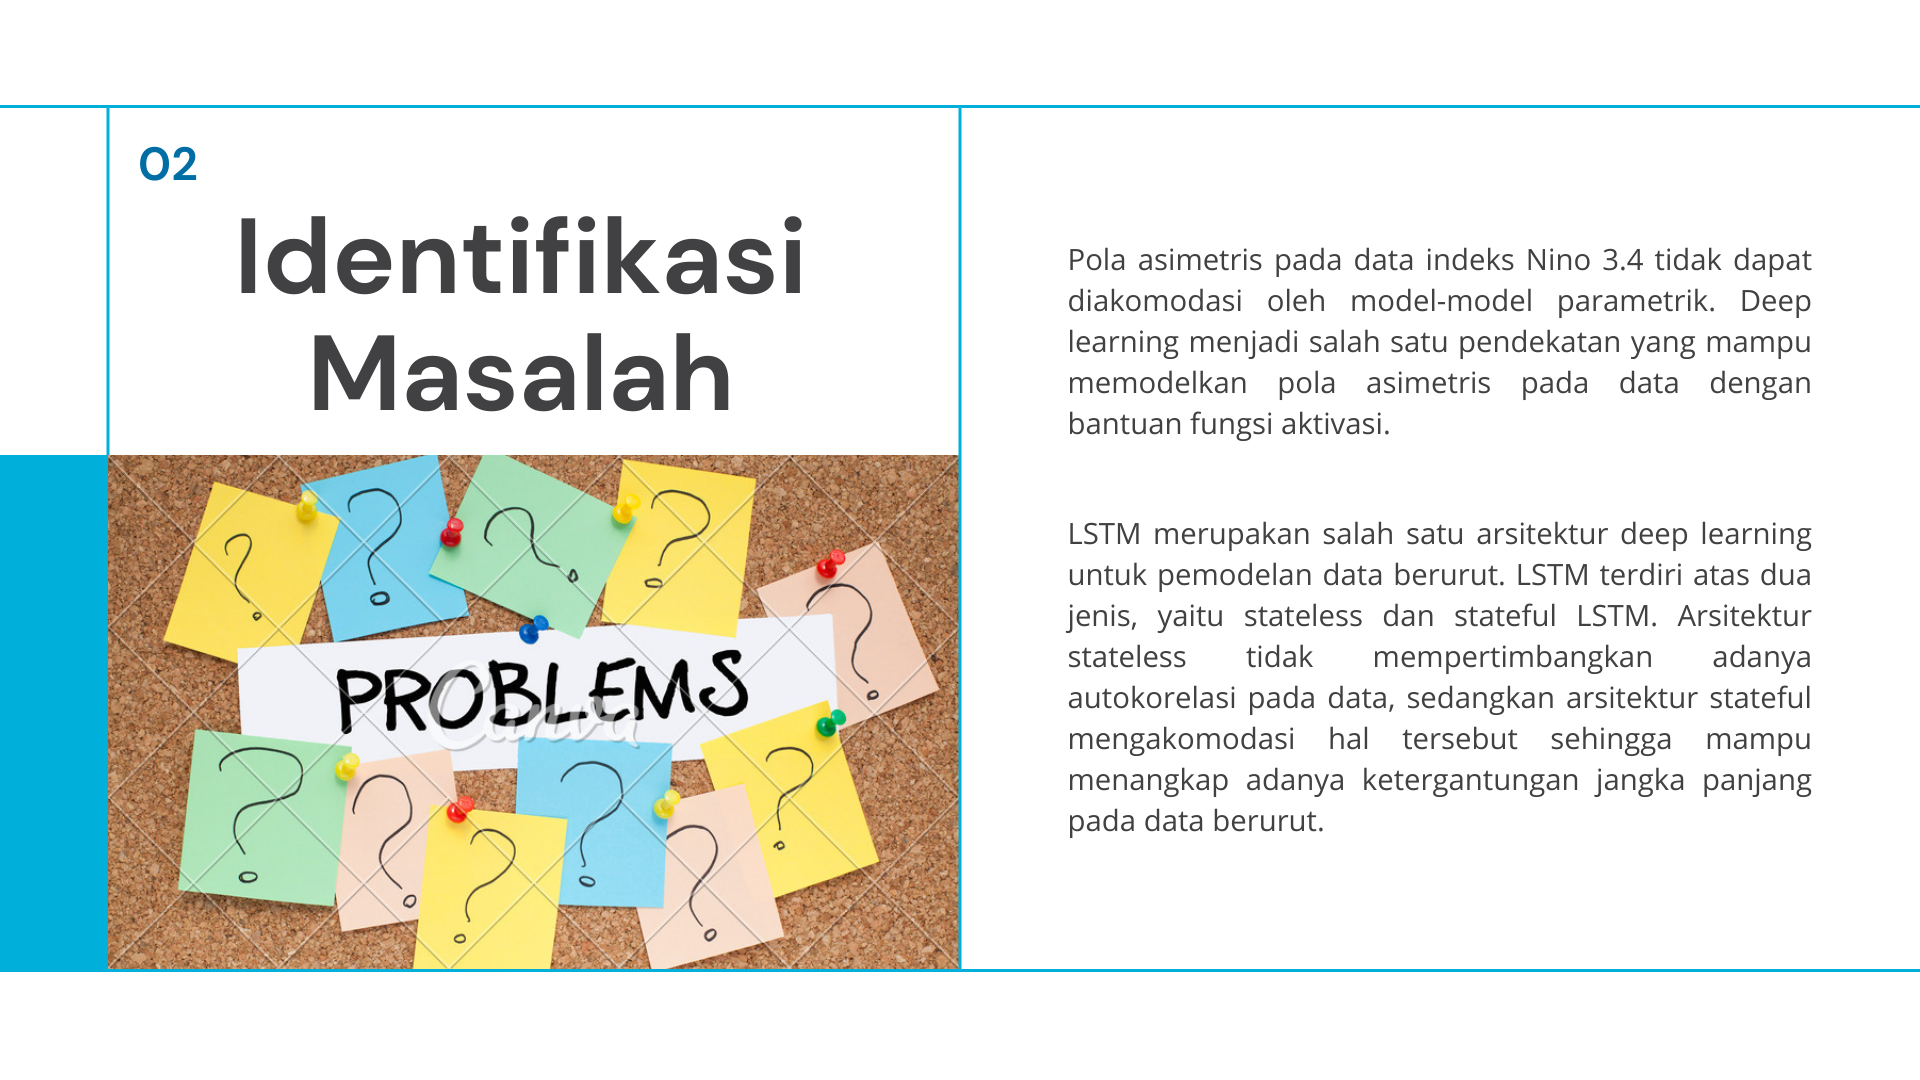 02
Identifikasi
Masalah
? ? ? ?
?
PROBLEMS
Canva
? ? ? ? ? ?
Pola asimetris pada data indeks Nino 3.4 tidak dapat
diakomodasi oleh model-model parametrik. Deep
learning menjadi salah satu pendekatan yang mampu
memodelkan pola asimetris pada data dengan
bantuan fungsi aktivasi.
LSTM merupakan salah satu arsitektur deep learning
untuk pemodelan data berurut. LSTM terdiri atas dua
jenis, yaitu stateless dan stateful LSTM. Arsitektur
stateless tidak mempertimbangkan adanya
autokorelasi pada data, sedangkan arsitektur stateful
mengakomodasi hal tersebut sehingga mampu
menangkap adanya ketergantungan jangka panjang
pada data berurut.